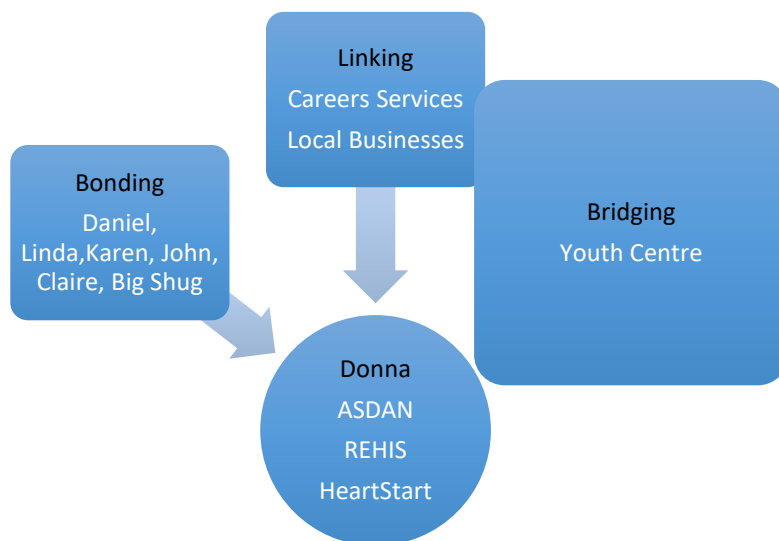 Linking
Careers Services
Local Businesses
Bonding
Daniel,
Linda,Karen, John,
Claire, Big Shug
Bridging
Youth Centre
Donna
ASDAN
REHIS
HeartStart